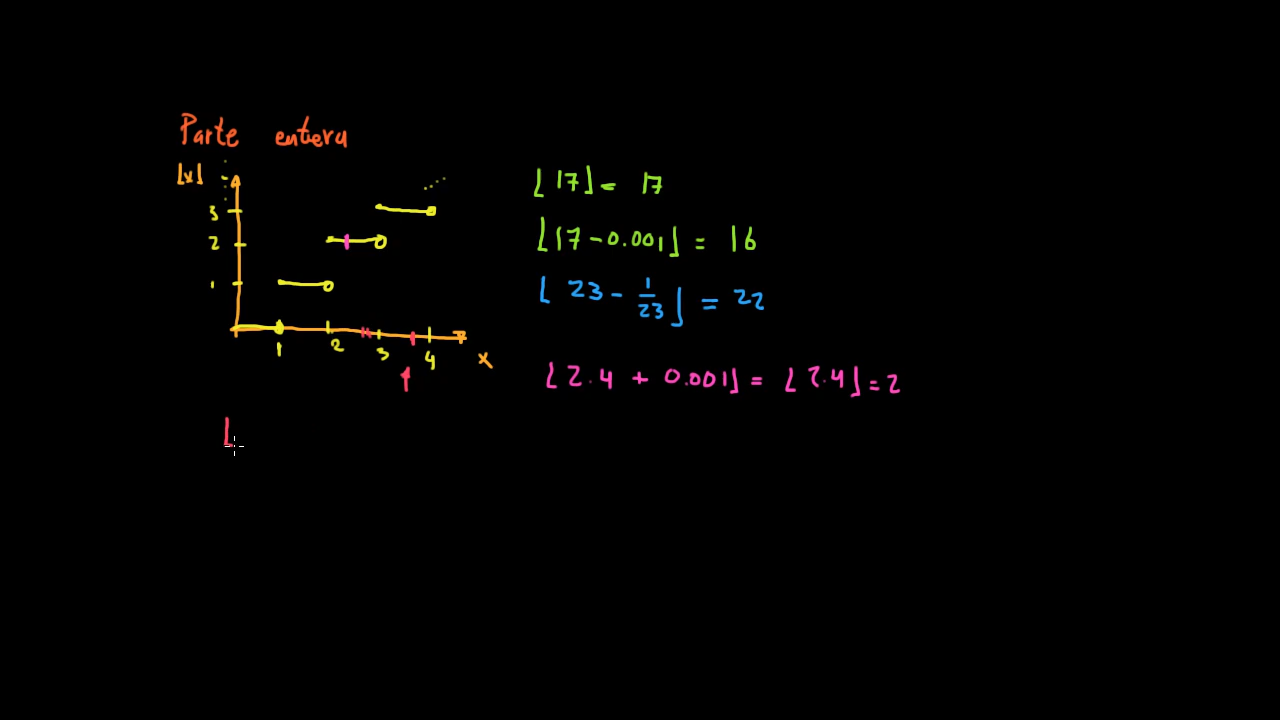 Parte entera
⌊x⌋
3
2
1
1 2 3 4 x
⌊17⌋ = 17
⌊17 - 0.001⌋ = 16
⌊23 - 1/23⌋ = 22
⌊2.4 + 0.001⌋ = ⌊2.4⌋ = 2
⌊